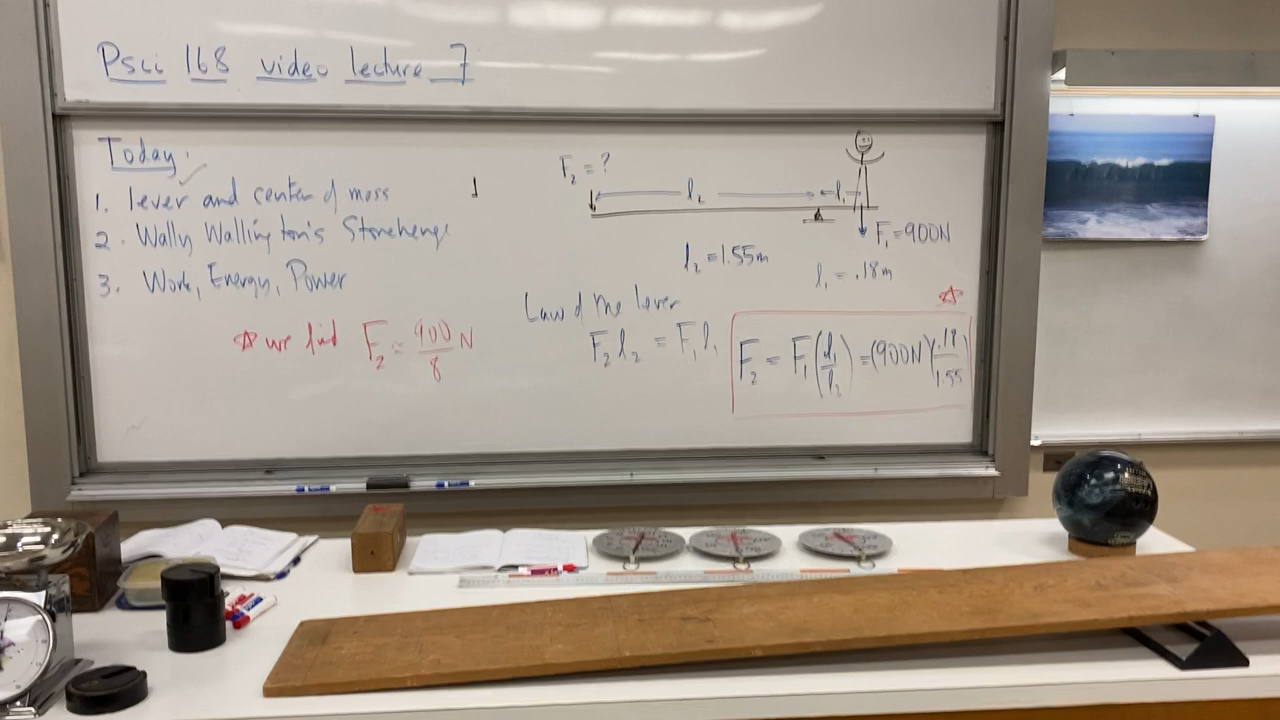 Psci 168 video lecture 7
Today:
1. lever and center of mass
2. Wally Wallington's Stonehenge
3. Work, Energy, Power
☆ we find F₂ = 900/8 N
F₂ = ?
l₂
l₁
F₁ = 900N
l₂ = 1.55m
l₁ = .18m
Law of the lever
F₂ l₂ = F₁ l₁
☆
F₂ = F₁ (l₁/l₂) = (900N)(.18/1.55)